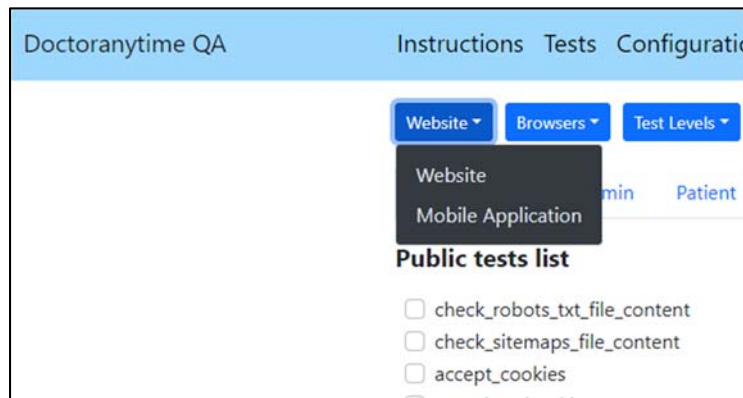 Doctoranytime QA Instructions Tests
Website Browsers Test Levels
Website
Mobile Application
Patient
Public tests list
check_robots_txt_file_content
check_sitemaps_file_content
accept_cookies